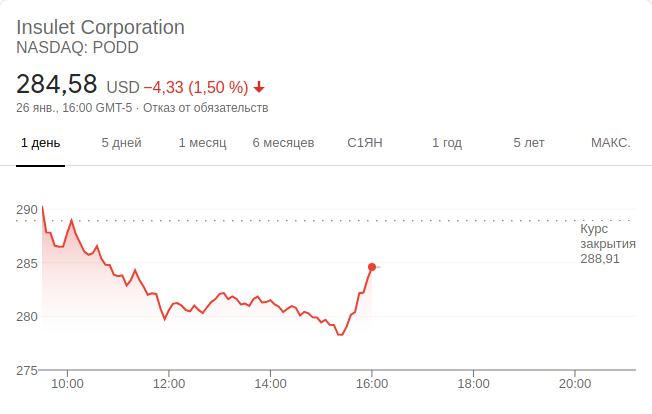 Insulet Corporation
NASDAQ: PODD
284,58 USD −4,33 (1,50 %)
26 янв., 16:00 GMT-5 · Отказ от обязательств
1 день 5 дней 1 месяц 6 месяцев С1ЯН 1 год 5 лет МАКС.
290
Курс
закрытия
288,91
285
280
275
10:00 12:00 14:00 16:00 18:00 20:00